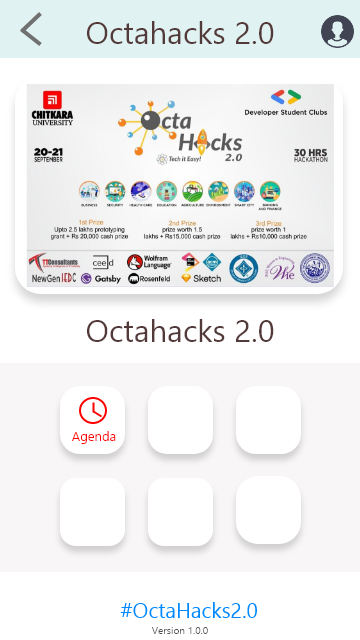 Octahacks 2.0
CHITKARA
UNIVERSITY
Octa
Hacks
2.0
Tech it Easy!
Developer Student Clubs
20-21
SEPTEMBER
30 HRS
HACKATHON
BUSINESS
SECURITY
HEALTH CARE
EDUCATION
AGRICULTURE
ENVIRONMENT
SMART CITY
BANKING
AND FINANCE
1st Prize
Upto 2.5 lakhs prototyping
grant + Rs 20,000 cash prize
2nd Prize
prize worth 1.5
lakhs + Rs15,000 cash prize
3rd Prize
prize worth 1
lakhs + Rs10,000 cash prize
TTConsultants
ceed
Wolfram
Language
NewGen IEDC
Gatsby
Rosenfeld
Sketch
WIE
Octahacks 2.0
Agenda
#OctaHacks2.0
Version 1.0.0